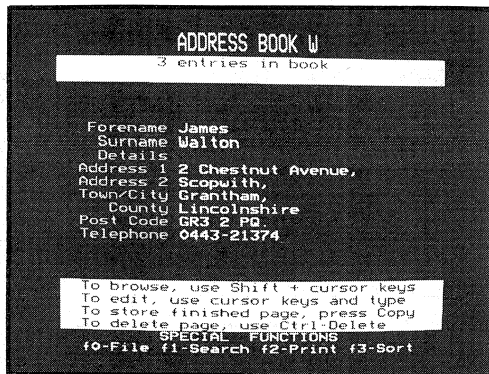 ADDRESS BOOK W
3 entries in book
Forename James
Surname Walton
Details
Address 1 2 Chestnut Avenue,
Address 2 Scopwith,
Town/City Grantham,
County Lincolnshire
Post Code GR3 2 PQ
Telephone 0443-21374
To browse, use Shift + cursor keys
To edit, use cursor keys and type
To store finished page, press Copy
To delete page, use Ctrl-Delete
SPECIAL FUNCTIONS
f0-File f1-Search f2-Print f3-Sort